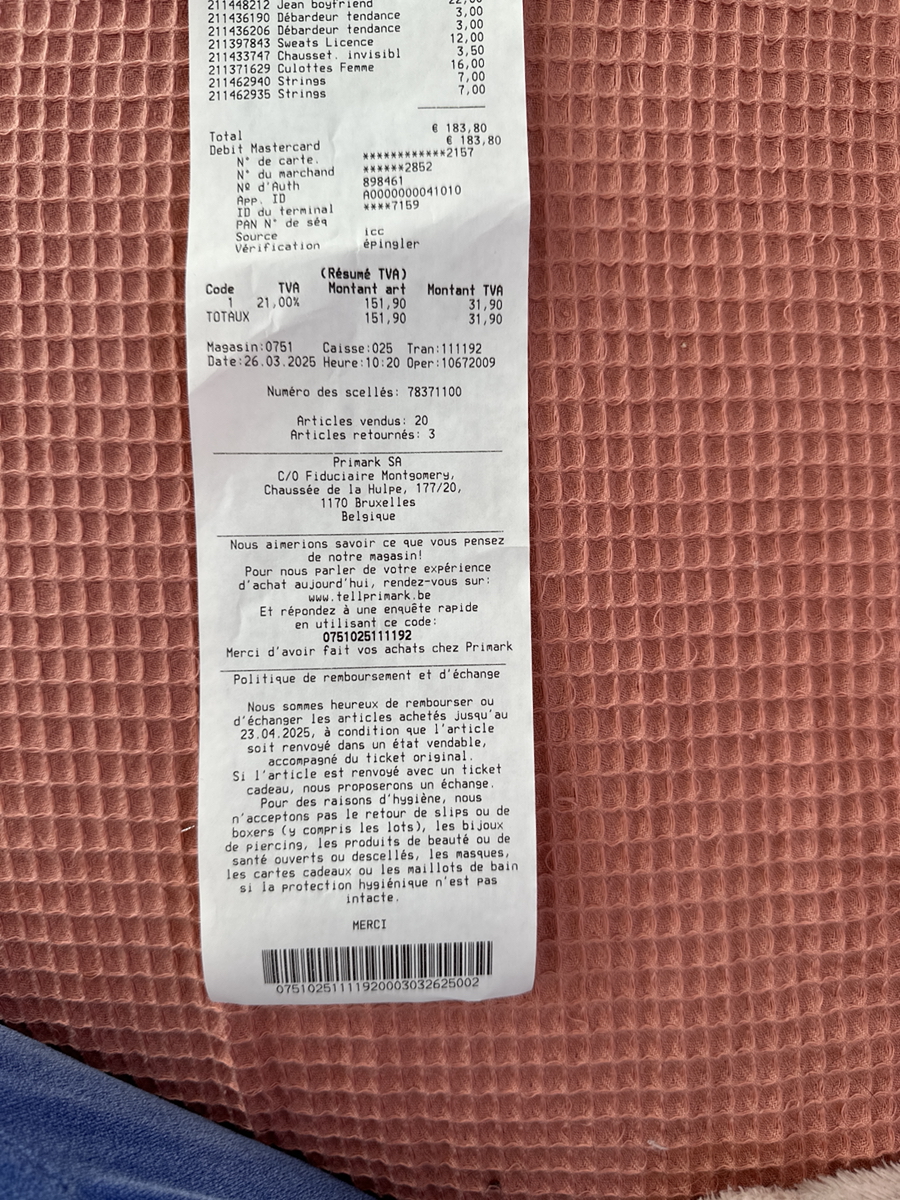 211448212 Jean boyfriend 22,00
211436190 Débardeur tendance 3,00
211436206 Débardeur tendance 3,00
211397843 Sweats Licence 12,00
211433747 Chausset. invisibl 3,50
211371629 Culottes Femme 16,00
211462940 Strings 7,00
211462935 Strings 7,00
Total € 183,80
Debit Mastercard € 183,80
N° de carte. ************2157
N° du marchand ******2852
Nº d'Auth 898461
App. ID A0000000041010
ID du terminal ****7159
PAN N° de séq
Source icc
Vérification épingler
(Résumé TVA)
Code TVA Montant art Montant TVA
1 21,00% 151,90 31,90
TOTAUX 151,90 31,90
Magasin:0751 Caisse:025 Tran:111192
Date:26.03.2025 Heure:10:20 Oper:10672009
Numéro des scellés: 78371100
Articles vendus: 20
Articles retournés: 3
Primark SA
C/O Fiduciaire Montgomery,
Chaussée de la Hulpe, 177/20,
1170 Bruxelles
Belgique
Nous aimerions savoir ce que vous pensez
de notre magasin!
Pour nous parler de votre expérience
d'achat aujourd'hui, rendez-vous sur:
www.tellprimark.be
Et répondez à une enquête rapide
en utilisant ce code:
0751025111192
Merci d'avoir fait vos achats chez Primark
Politique de remboursement et d'échange
Nous sommes heureux de rembourser ou
d'échanger les articles achetés jusqu'au
23.04.2025, à condition que l'article
soit renvoyé dans un état vendable,
accompagné du ticket original.
Si l'article est renvoyé avec un ticket
cadeau, nous proposerons un échange.
Pour des raisons d'hygiène, nous
n'acceptons pas le retour de slips ou de
boxers (y compris les lots), les bijoux
de piercing, les produits de beauté ou de
santé ouverts ou descellés, les masques,
les cartes cadeaux ou les maillots de bain
si la protection hygiénique n'est pas
intacte.
MERCI
07510251111920003032625002